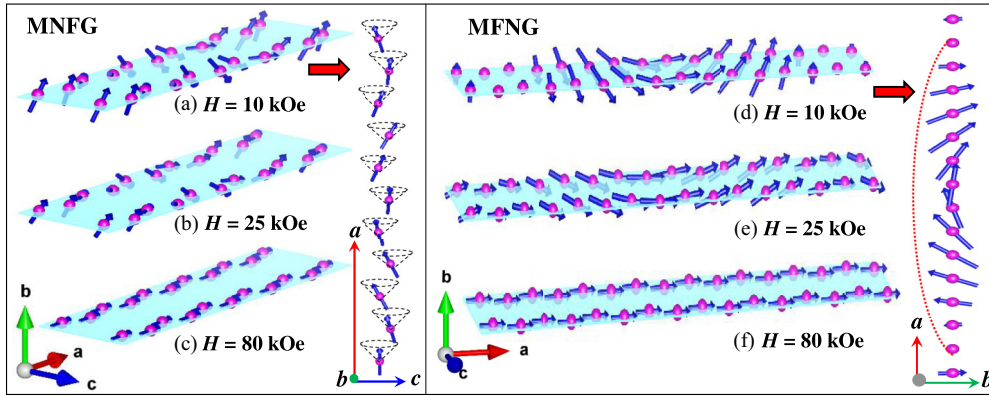 MNFG
(a) H = 10 kOe
(b) H = 25 kOe
(c) H = 80 kOe
b
a
c
a
b
c
MFNG
(d) H = 10 kOe
(e) H = 25 kOe
(f) H = 80 kOe
b
a
c
a
b